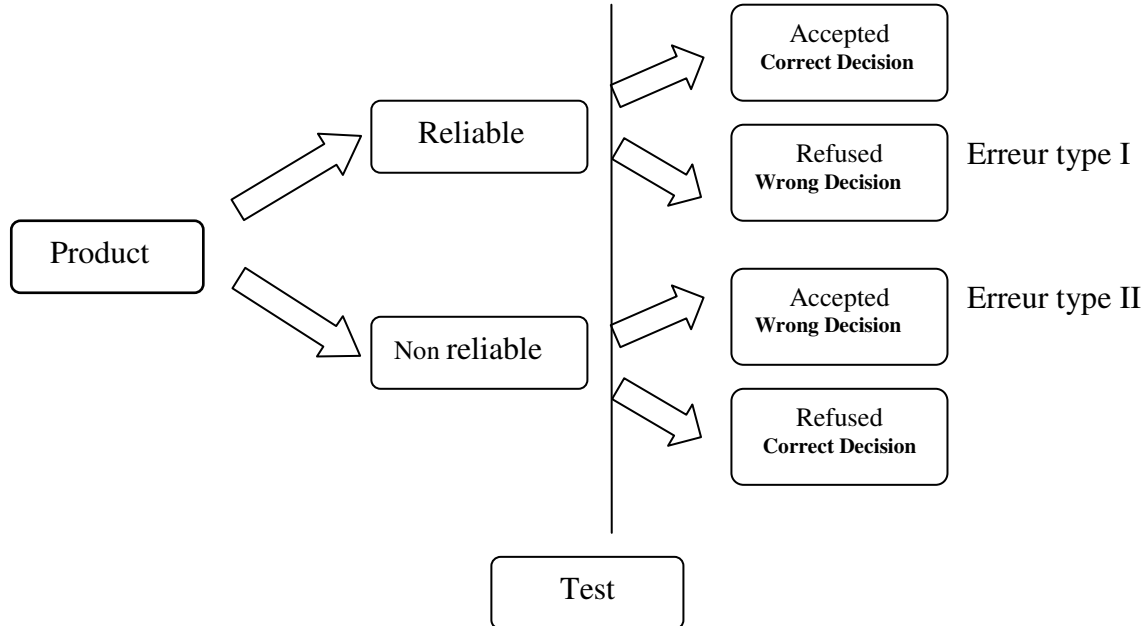 Accepted
Correct Decision
Reliable
Refused
Wrong Decision
Erreur type I
Product
Accepted
Wrong Decision
Erreur type II
Non reliable
Refused
Correct Decision
Test